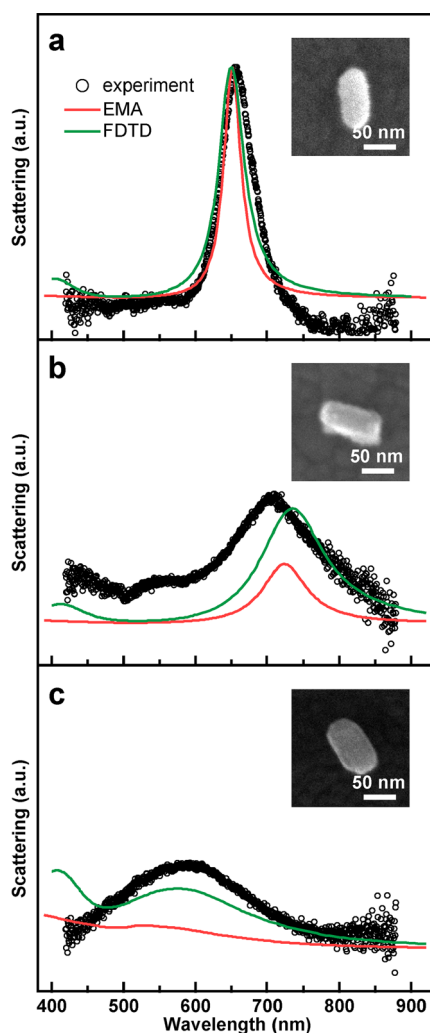 a
experiment
EMA
FDTD
50 nm
Scattering (a.u.)
b
50 nm
Scattering (a.u.)
c
50 nm
Scattering (a.u.)
400 500 600 700 800 900
Wavelength (nm)